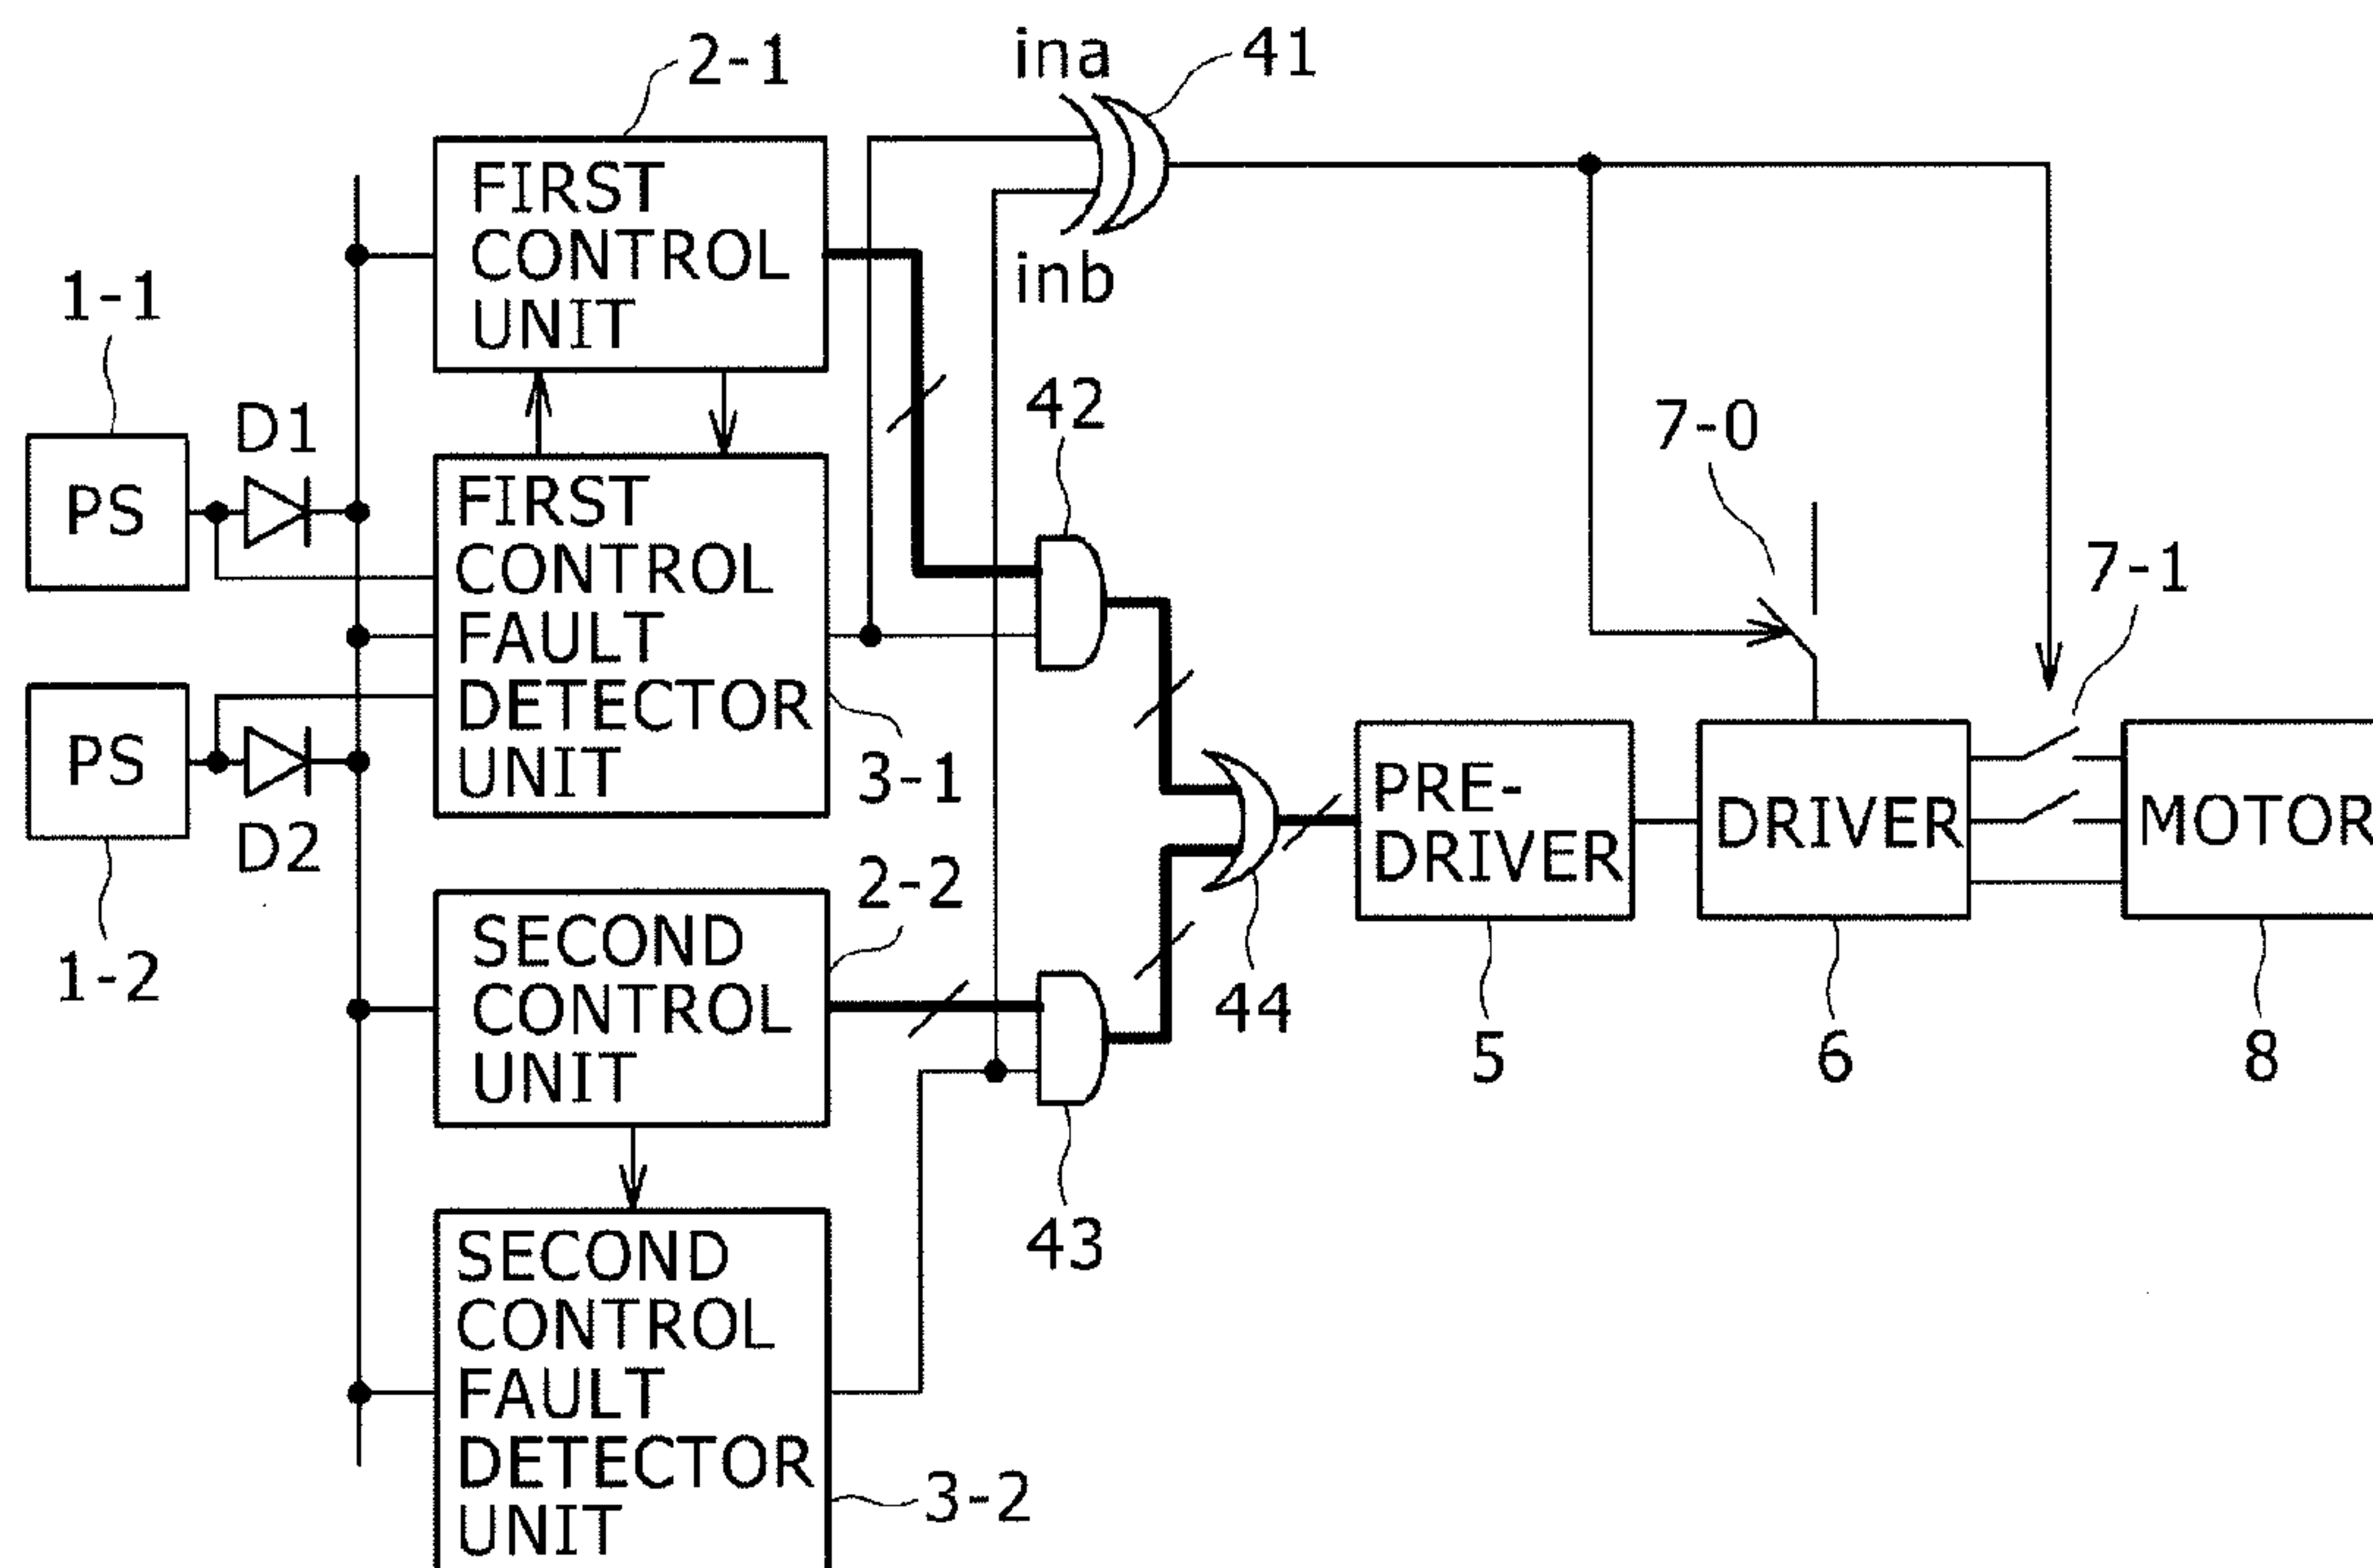 2-1
ina
41
FIRST
CONTROL
UNIT
inb
1-1
D1
42
7-0
PS
FIRST
CONTROL
FAULT
DETECTOR
UNIT
7-1
PS
D2
3-1
PRE-
DRIVER
DRIVER
MOTOR
1-2
2-2
SECOND
CONTROL
UNIT
44
5
6
8
43
SECOND
CONTROL
FAULT
DETECTOR
UNIT
3-2